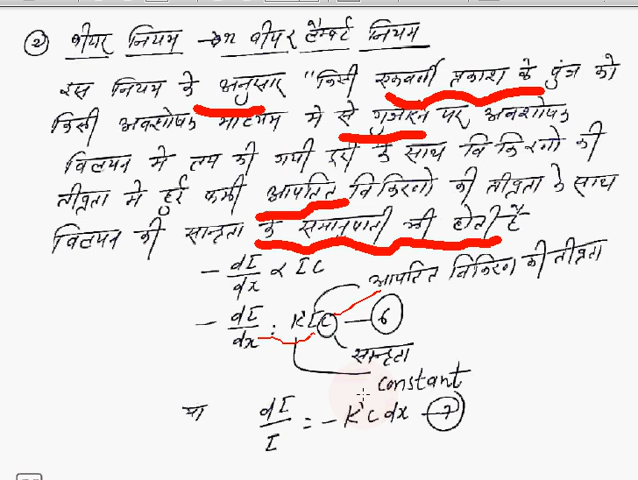 ② बीयर नियम → or बीयर लैम्बर्ट नियम
इस नियम के अनुसार "किसी एकवर्णी प्रकाश के पुंज को
किसी अवशोषक माध्यम में से गुजारने पर अवशोषक
विलयन में तय की गयी दूरी के साथ विकिरणो की
तीव्रता में हुई कमी आपतित विकिरणो की तीव्रता के साथ
विलयन की सान्द्रता के समानुपाती भी होती है
- dI/dx ∝ IC
आपतित विकिरण की तीव्रता
- dI/dx = K'IC —⑥
सान्द्रता
constant
या dI/I = - K'C dx —⑦